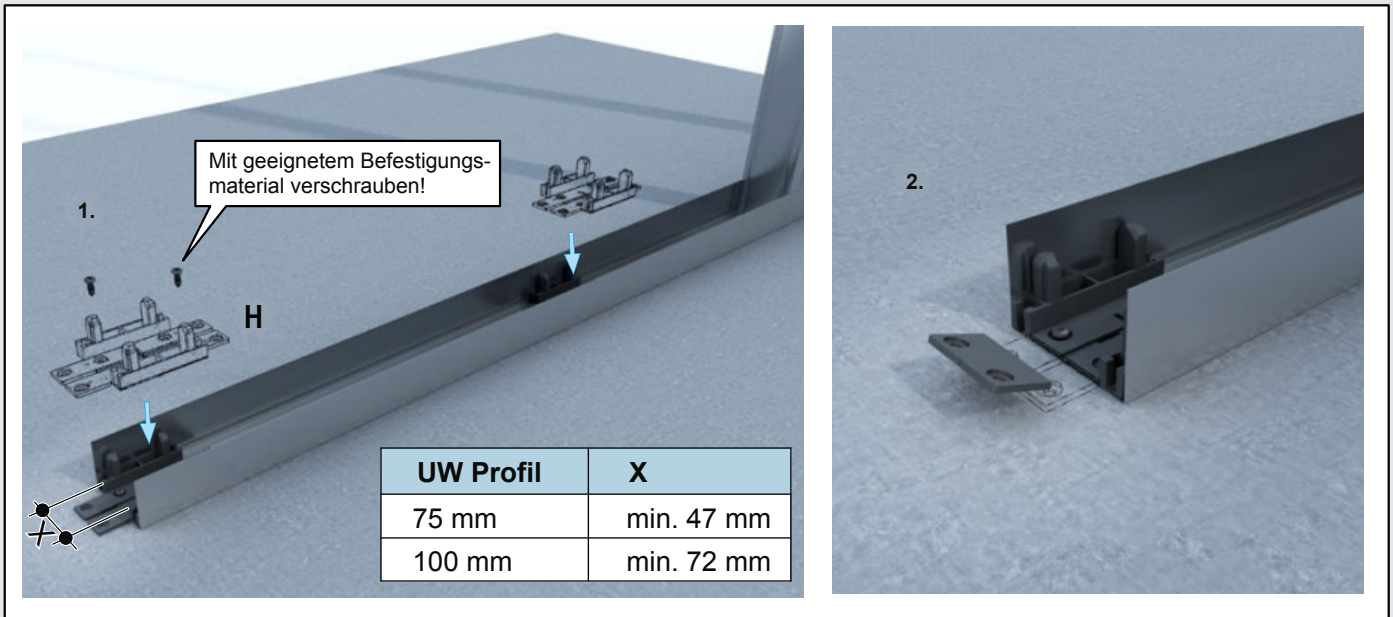 Mit geeignetem Befestigungs-
material verschrauben!
1.
H
X
UW Profil X
75 mm min. 47 mm
100 mm min. 72 mm
2.